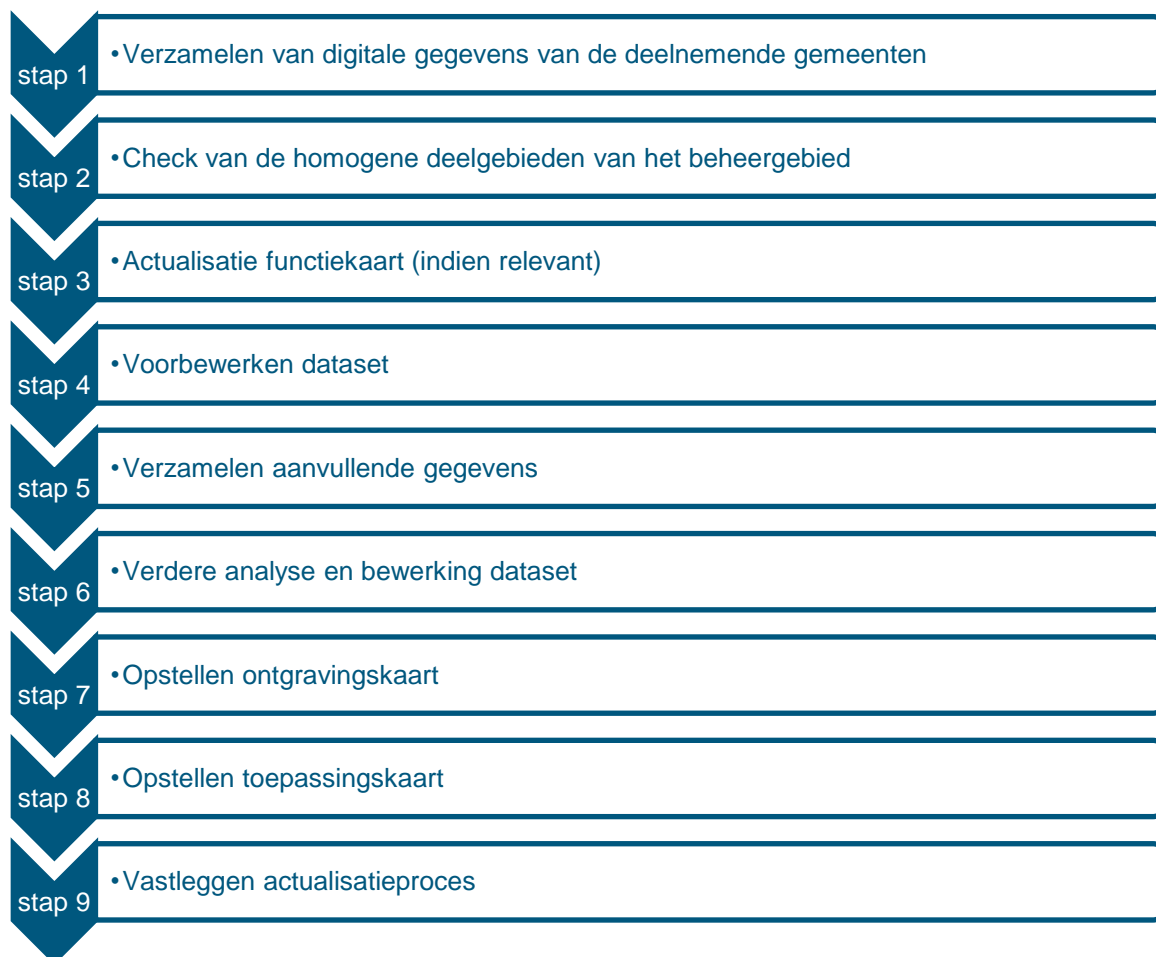 stap 1
•Verzamelen van digitale gegevens van de deelnemende gemeenten
stap 2
•Check van de homogene deelgebieden van het beheergebied
stap 3
•Actualisatie functiekaart (indien relevant)
stap 4
•Voorbewerken dataset
stap 5
•Verzamelen aanvullende gegevens
stap 6
•Verdere analyse en bewerking dataset
stap 7
•Opstellen ontgravingskaart
stap 8
•Opstellen toepassingskaart
stap 9
•Vastleggen actualisatieproces